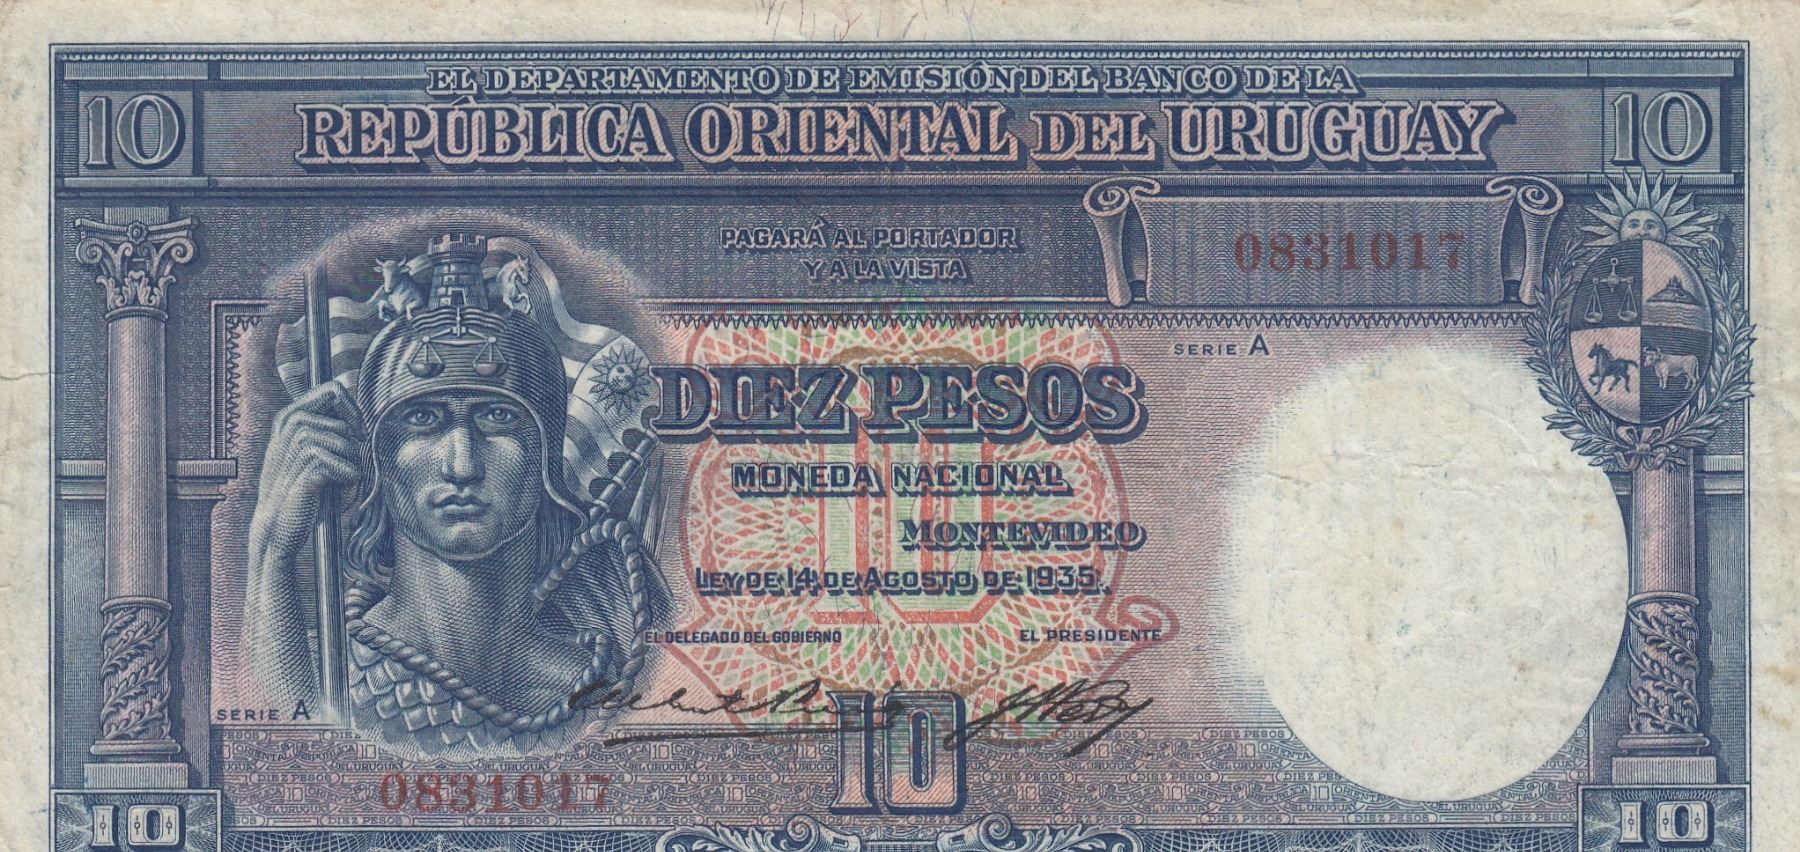 EL DEPARTAMENTO DE EMISIÓN DEL BANCO DE LA
10 REPÚBLICA ORIENTAL DEL URUGUAY 10
PAGARÁ AL PORTADOR
Y A LA VISTA
0831017
SERIE A
DIEZ PESOS
MONEDA NACIONAL
MONTEVIDEO
LEY DE 14 DE AGOSTO DE 1935.
EL DELEGADO DEL GOBIERNO EL PRESIDENTE
SERIE A
10
0831017
10 10